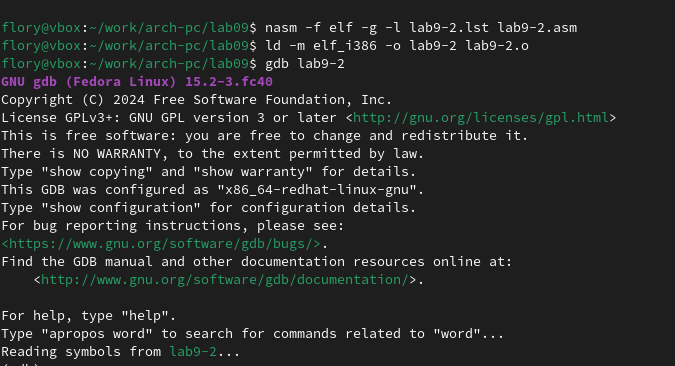 flory@vbox:~/work/arch-pc/lab09$ nasm -f elf -g -l lab9-2.lst lab9-2.asm
flory@vbox:~/work/arch-pc/lab09$ ld -m elf_i386 -o lab9-2 lab9-2.o
flory@vbox:~/work/arch-pc/lab09$ gdb lab9-2
GNU gdb (Fedora Linux) 15.2-3.fc40
Copyright (C) 2024 Free Software Foundation, Inc.
License GPLv3+: GNU GPL version 3 or later <http://gnu.org/licenses/gpl.html>
This is free software: you are free to change and redistribute it.
There is NO WARRANTY, to the extent permitted by law.
Type "show copying" and "show warranty" for details.
This GDB was configured as "x86_64-redhat-linux-gnu".
Type "show configuration" for configuration details.
For bug reporting instructions, please see:
<https://www.gnu.org/software/gdb/bugs/>.
Find the GDB manual and other documentation resources online at:
    <http://www.gnu.org/software/gdb/documentation/>.

For help, type "help".
Type "apropos word" to search for commands related to "word"...
Reading symbols from lab9-2...